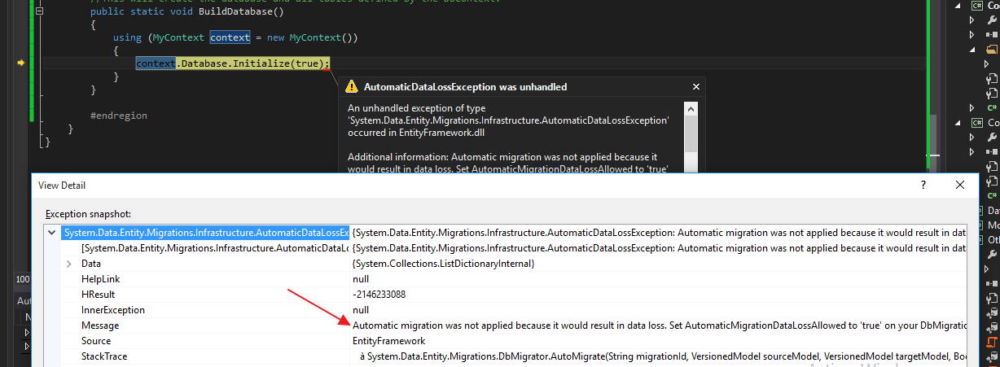 //This will create the database and all tables defined by the DbContext.
public static void BuildDatabase()
{
using (MyContext context = new MyContext())
{
context.Database.Initialize(true);
}
}
#endregion
}
}
AutomaticDataLossException was unhandled
An unhandled exception of type
'System.Data.Entity.Migrations.Infrastructure.AutomaticDataLossException'
occurred in EntityFramework.dll
Additional information: Automatic migration was not applied because it
would result in data loss. Set AutomaticMigrationDataLossAllowed to 'true'
View Detail
?
Exception snapshot:
System.Data.Entity.Migrations.Infrastructure.AutomaticDataLossEx {System.Data.Entity.Migrations.Infrastructure.AutomaticDataLossException: Automatic migration was not applied because it would result in dat
[System.Data.Entity.Migrations.Infrastructure.AutomaticDataLo {System.Data.Entity.Migrations.Infrastructure.AutomaticDataLossException: Automatic migration was not applied because it would result in dat
Data {System.Collections.ListDictionaryInternal}
HelpLink null
HResult -2146233088
InnerException null
Message Automatic migration was not applied because it would result in data loss. Set AutomaticMigrationDataLossAllowed to 'true' on your DbMigratio
Source EntityFramework
StackTrace à System.Data.Entity.Migrations.DbMigrator.AutoMigrate(String migrationId, VersionedModel sourceModel, VersionedModel targetModel, Boo
100
Au
N
C# Co
C#
C# Co
C#
Da
Mo
Oth